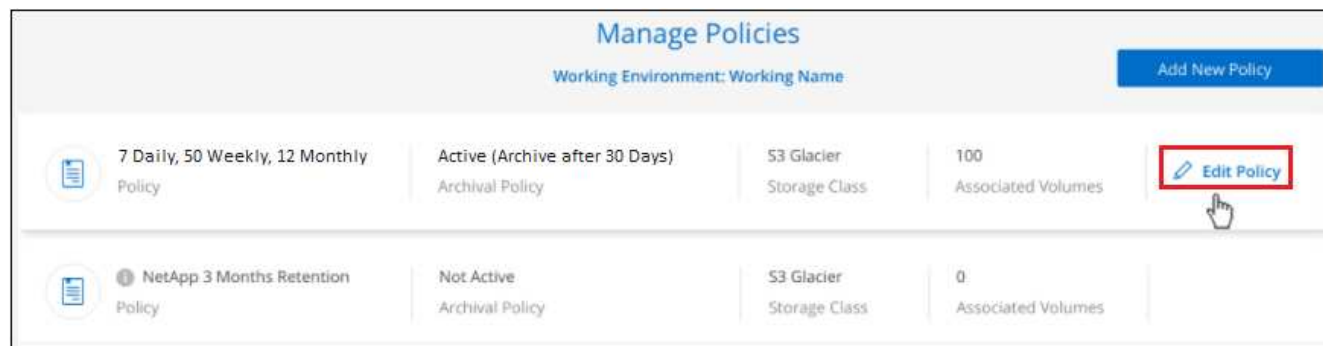 Manage Policies
Working Environment: Working Name
Add New Policy
7 Daily, 50 Weekly, 12 Monthly
Policy
Active (Archive after 30 Days)
Archival Policy
S3 Glacier
Storage Class
100
Associated Volumes
Edit Policy
NetApp 3 Months Retention
Policy
Not Active
Archival Policy
S3 Glacier
Storage Class
0
Associated Volumes